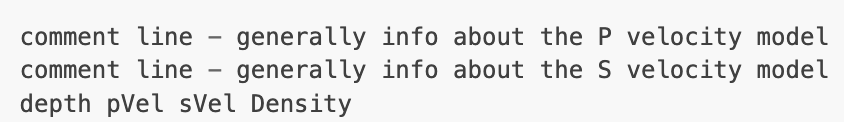 comment line – generally info about the P velocity model
comment line – generally info about the S velocity model
depth pVel sVel Density